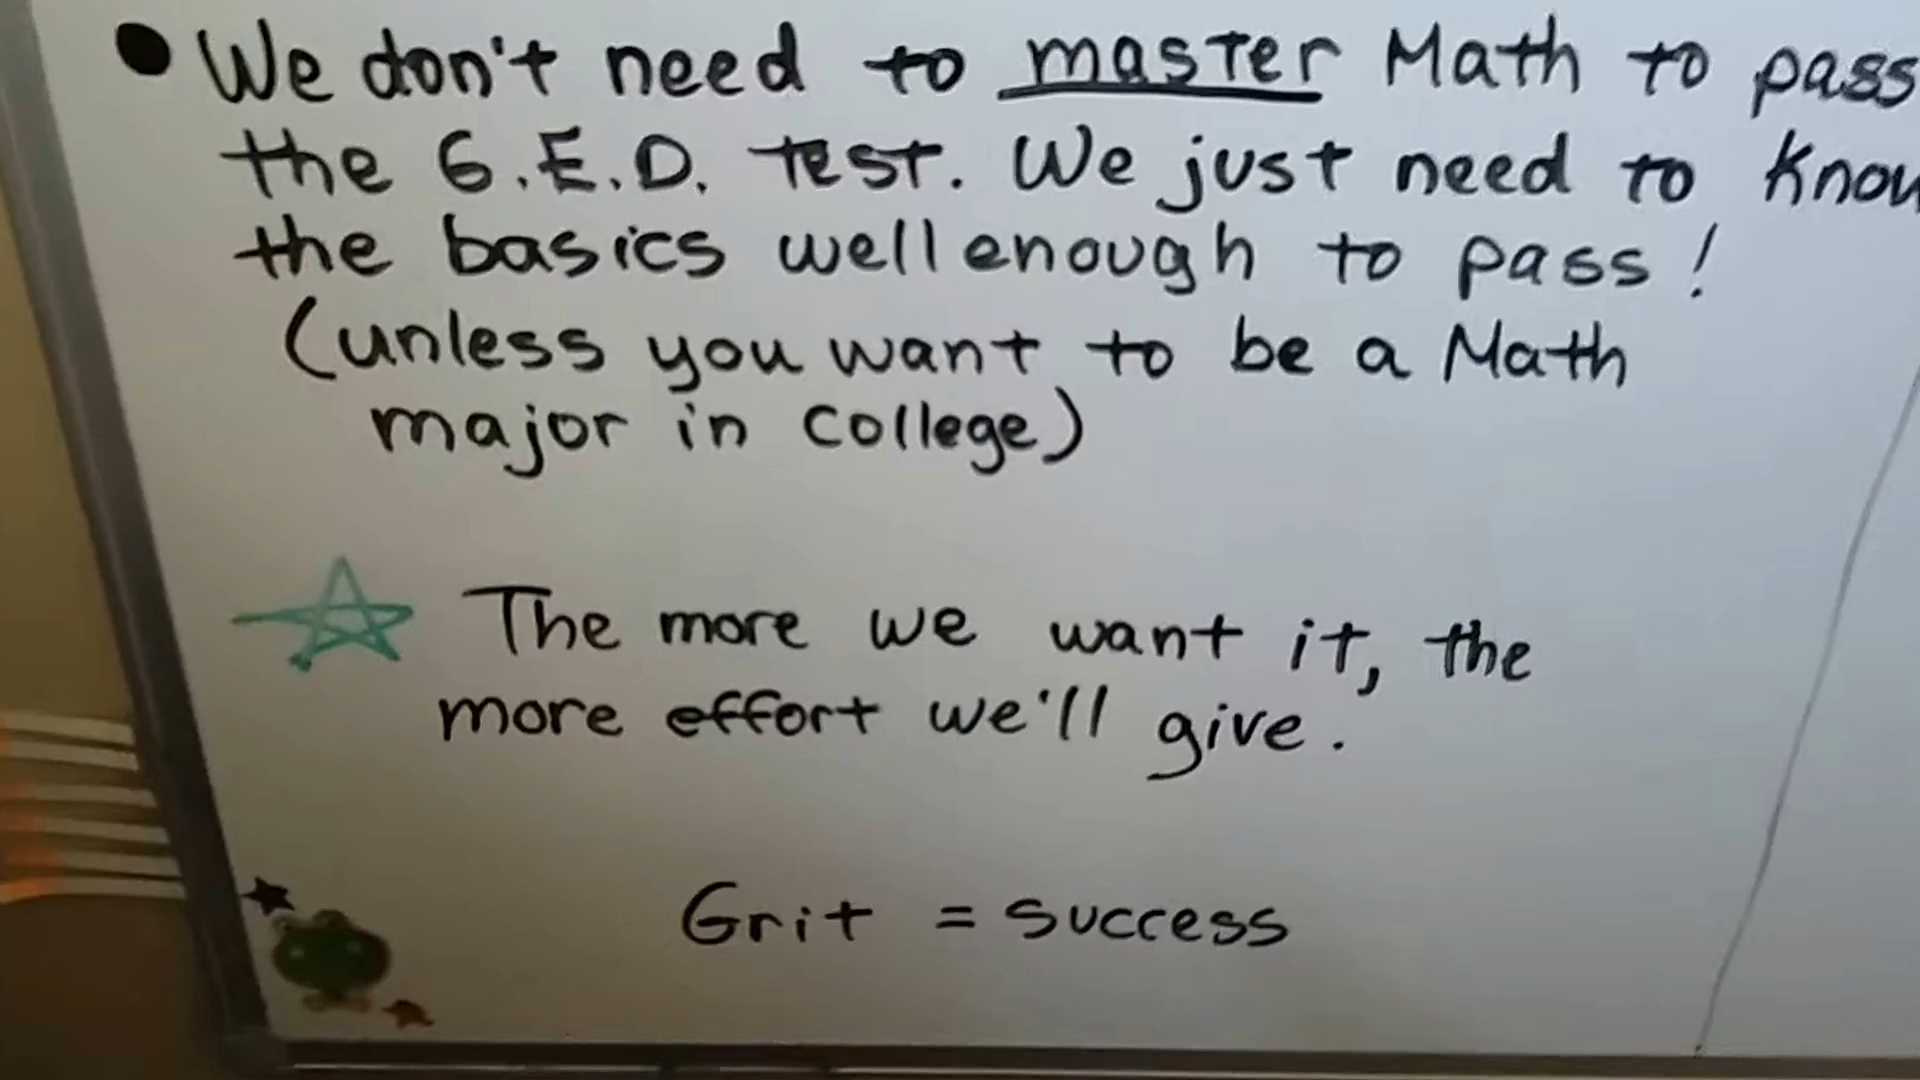 • We don't need to master Math to pass
the G.E.D. test. We just need to know
the basics well enough to pass!
(unless you want to be a Math
major in college)
The more we want it, the
more effort we'll give.
Grit = success